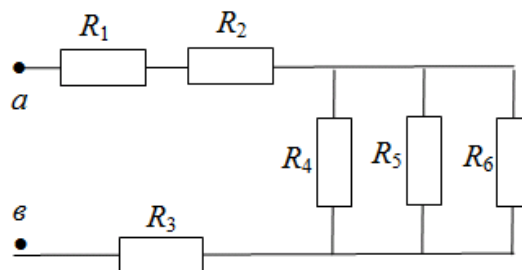 R₁ R₂
a
R₄ R₅ R₆
в R₃